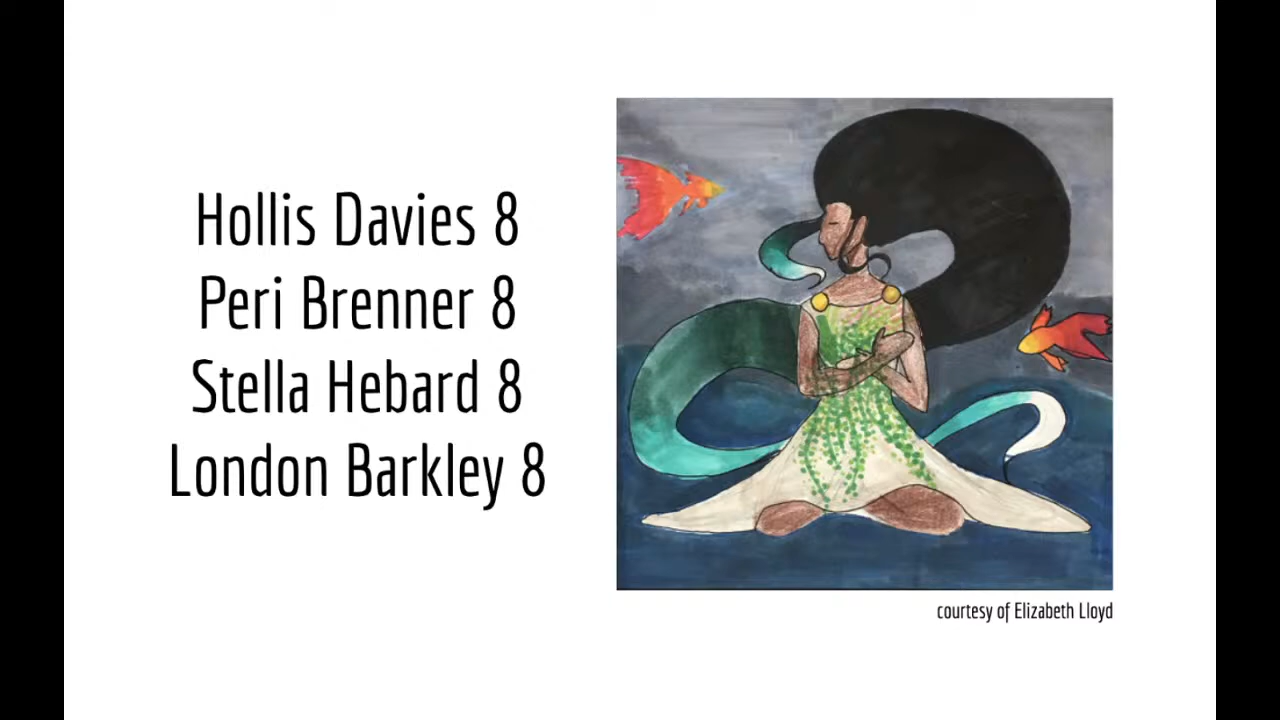 Hollis Davies 8
Peri Brenner 8
Stella Hebard 8
London Barkley 8
courtesy of Elizabeth Lloyd